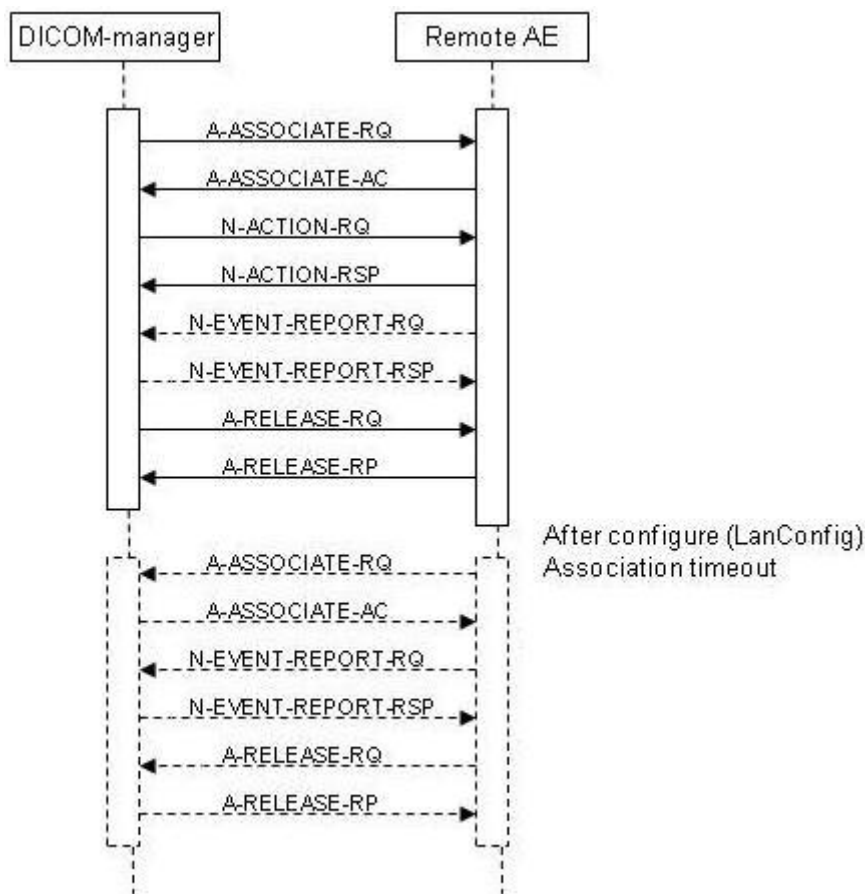 DICOM-manager
Remote AE
A-ASSOCIATE-RQ
A-ASSOCIATE-AC
N-ACTION-RQ
N-ACTION-RSP
N-EVENT-REPORT-RQ
N-EVENT-REPORT-RSP
A-RELEASE-RQ
A-RELEASE-RP
After configure (LanConfig)
Association timeout
A-ASSOCIATE-RQ
A-ASSOCIATE-AC
N-EVENT-REPORT-RQ
N-EVENT-REPORT-RSP
A-RELEASE-RQ
A-RELEASE-RP